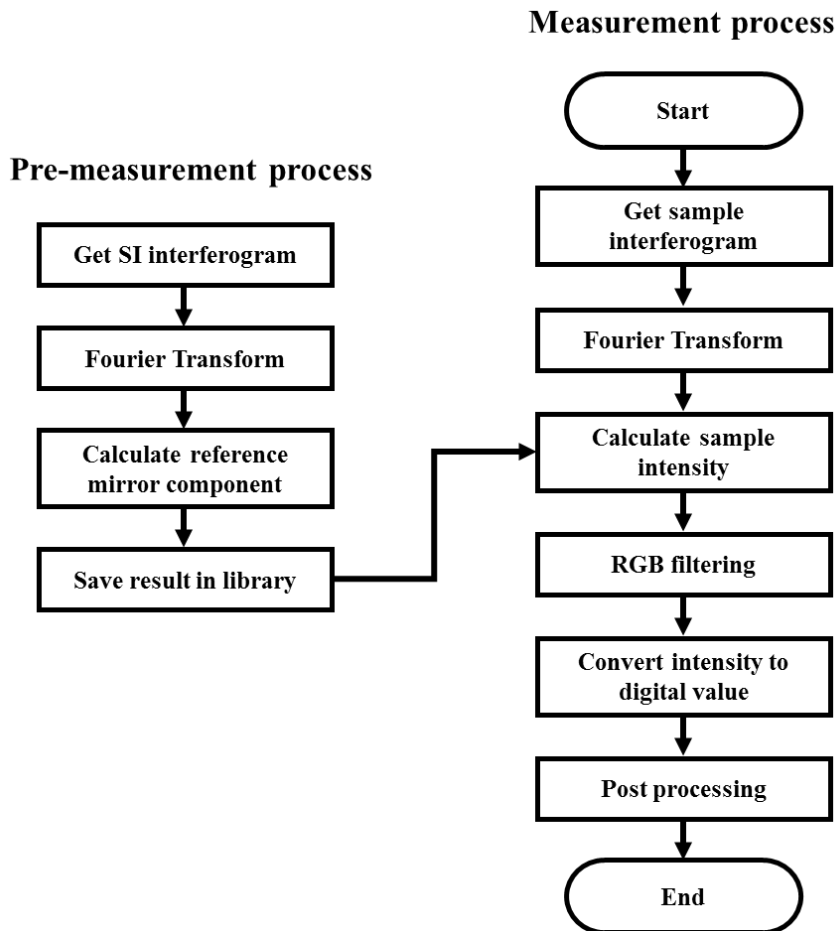 Measurement process
Start
Pre-measurement process
Get sample
interferogram
Get SI interferogram
Fourier Transform
Fourier Transform
Calculate reference
mirror component
Calculate sample
intensity
Save result in library
RGB filtering
Convert intensity to
digital value
Post processing
End